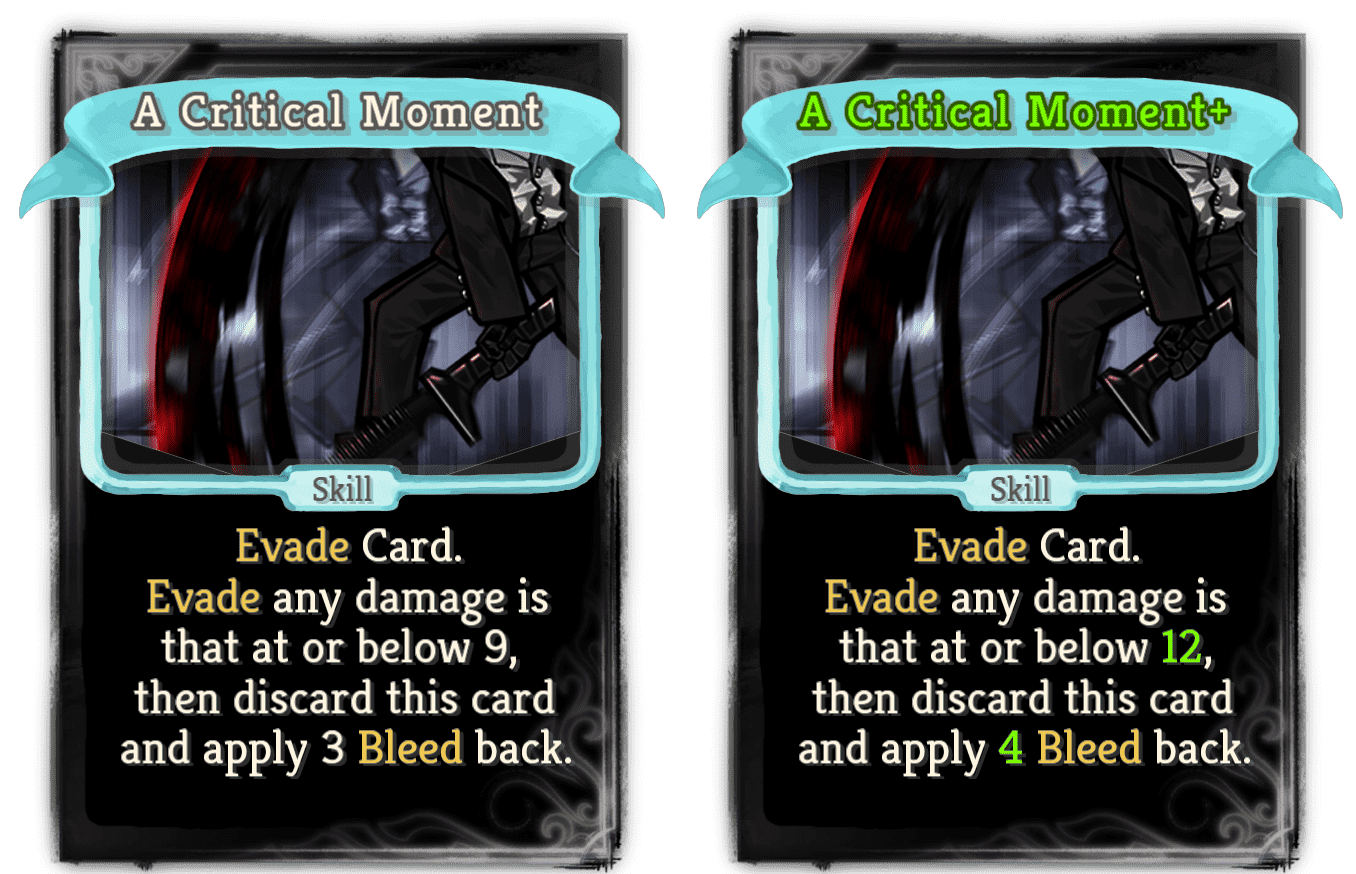 A Critical Moment
Skill
Evade Card.
Evade any damage is
that at or below 9,
then discard this card
and apply 3 Bleed back.
A Critical Moment+
Skill
Evade Card.
Evade any damage is
that at or below 12,
then discard this card
and apply 4 Bleed back.